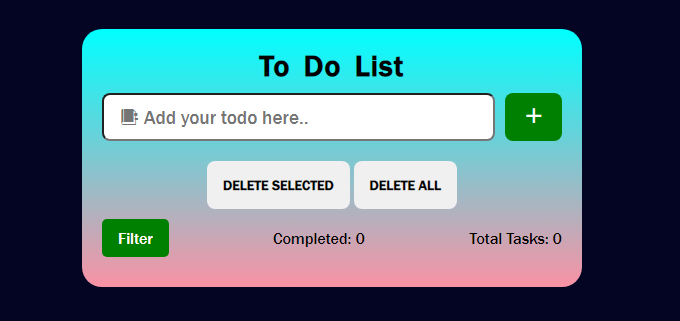 To Do List
Add your todo here..
+
DELETE SELECTED DELETE ALL
Filter Completed: 0 Total Tasks: 0